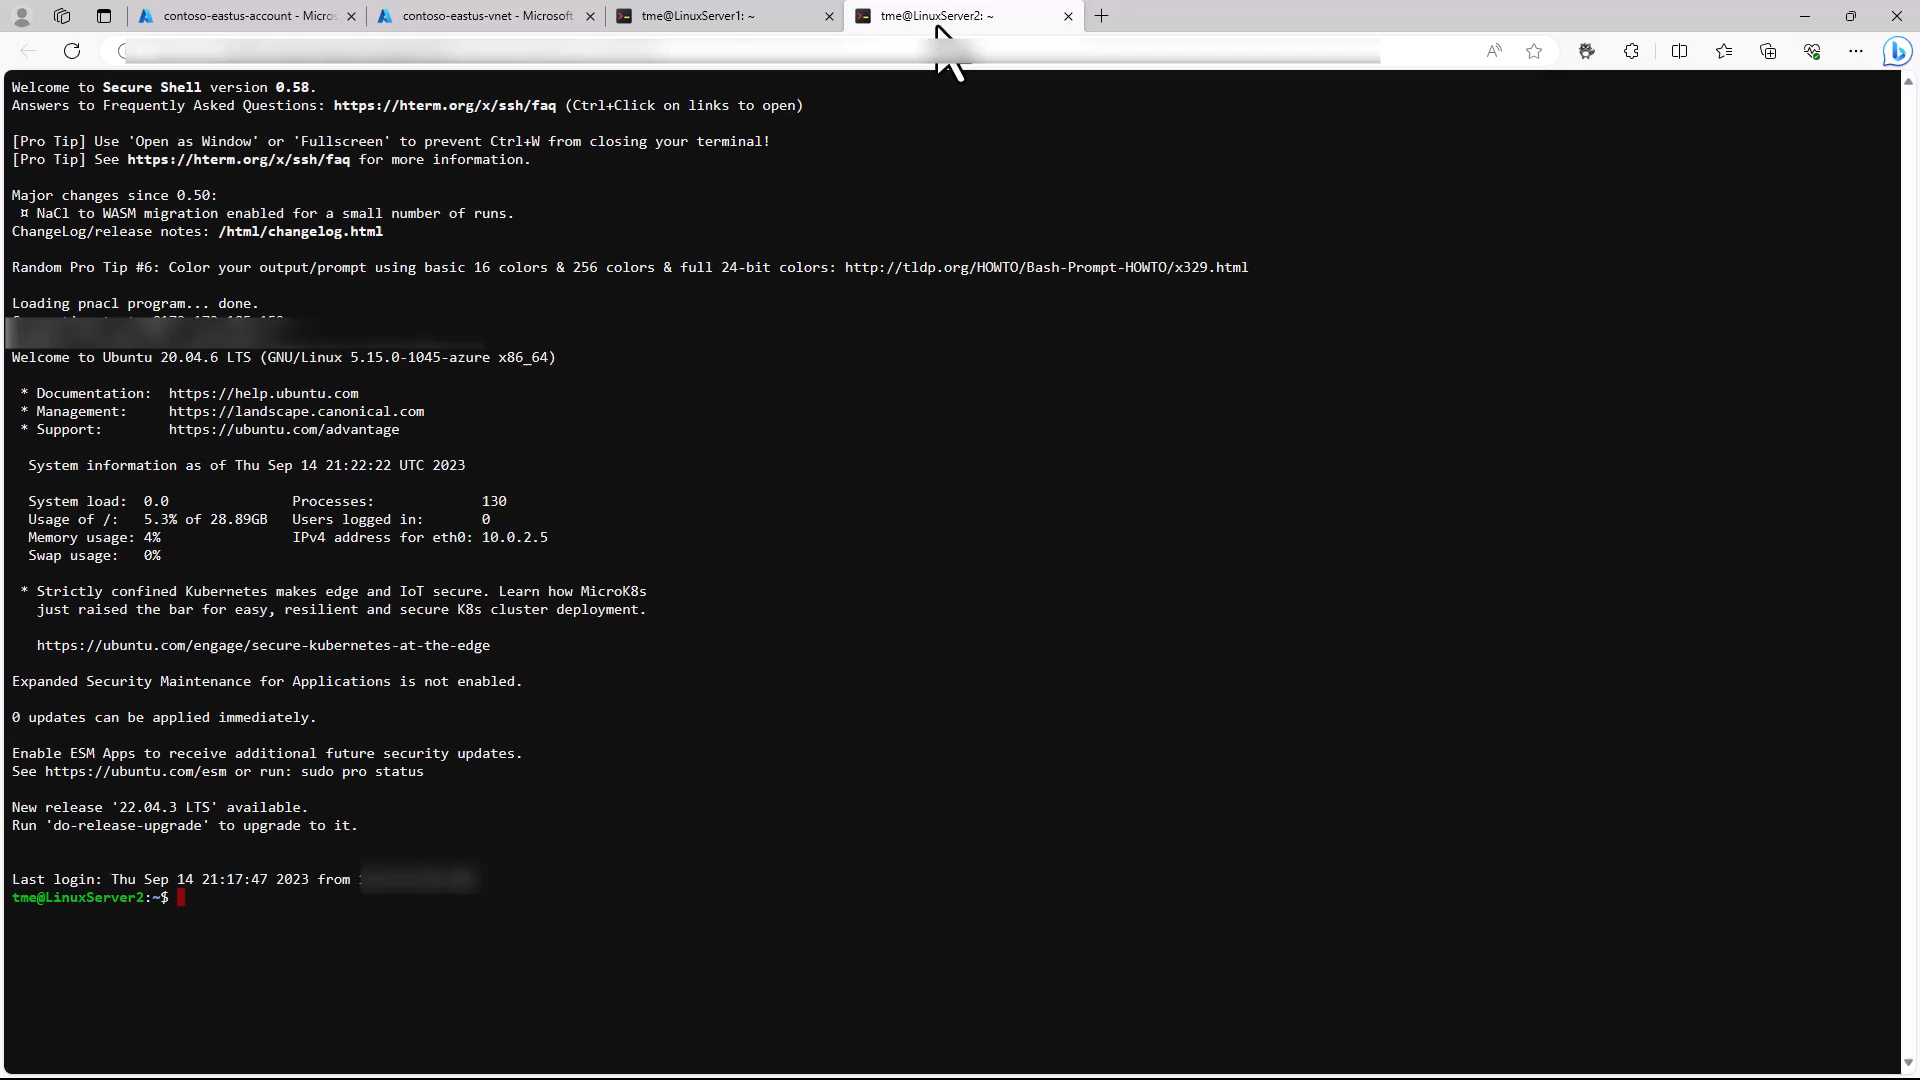 contoso-eastus-account - Micros
contoso-eastus-vnet - Microsoft
tme@LinuxServer1: ~
tme@LinuxServer2: ~
Welcome to Secure Shell version 0.58.
Answers to Frequently Asked Questions: https://hterm.org/x/ssh/faq (Ctrl+Click on links to open)
[Pro Tip] Use 'Open as Window' or 'Fullscreen' to prevent Ctrl+W from closing your terminal!
[Pro Tip] See https://hterm.org/x/ssh/faq for more information.
Major changes since 0.50:
¤ NaCl to WASM migration enabled for a small number of runs.
ChangeLog/release notes: /html/changelog.html
Random Pro Tip #6: Color your output/prompt using basic 16 colors & 256 colors & full 24-bit colors: http://tldp.org/HOWTO/Bash-Prompt-HOWTO/x329.html
Loading pnacl program... done.
Welcome to Ubuntu 20.04.6 LTS (GNU/Linux 5.15.0-1045-azure x86_64)
* Documentation: https://help.ubuntu.com
* Management: https://landscape.canonical.com
* Support: https://ubuntu.com/advantage
System information as of Thu Sep 14 21:22:22 UTC 2023
System load: 0.0 Processes: 130
Usage of /: 5.3% of 28.89GB Users logged in: 0
Memory usage: 4% IPv4 address for eth0: 10.0.2.5
Swap usage: 0%
* Strictly confined Kubernetes makes edge and IoT secure. Learn how MicroK8s
just raised the bar for easy, resilient and secure K8s cluster deployment.
https://ubuntu.com/engage/secure-kubernetes-at-the-edge
Expanded Security Maintenance for Applications is not enabled.
0 updates can be applied immediately.
Enable ESM Apps to receive additional future security updates.
See https://ubuntu.com/esm or run: sudo pro status
New release '22.04.3 LTS' available.
Run 'do-release-upgrade' to upgrade to it.
Last login: Thu Sep 14 21:17:47 2023 from
tme@LinuxServer2:~$